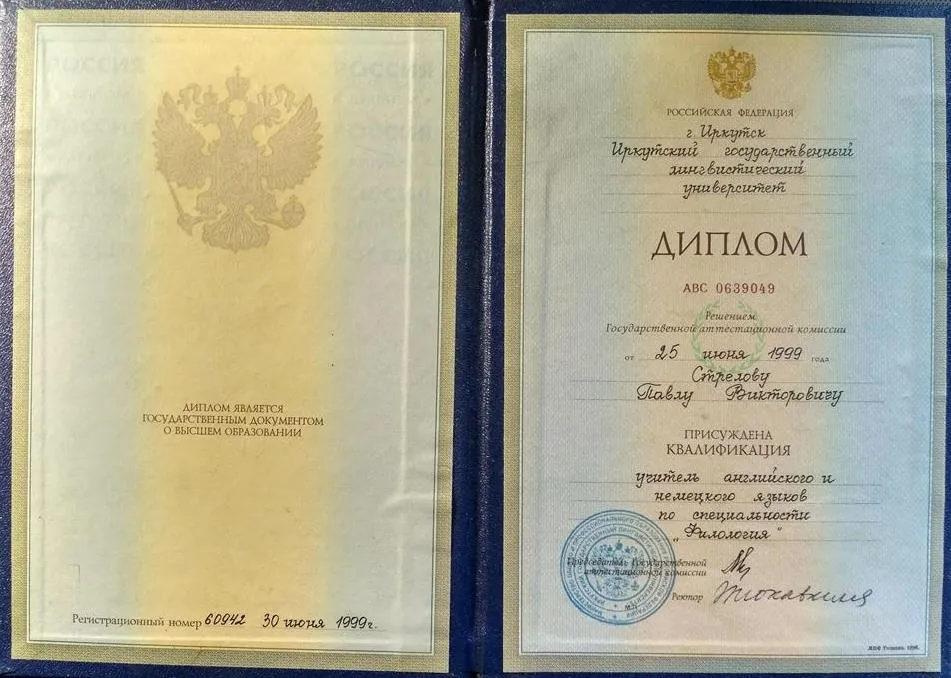 ДИПЛОМ ЯВЛЯЕТСЯ
ГОСУДАРСТВЕННЫМ ДОКУМЕНТОМ
О ВЫСШЕМ ОБРАЗОВАНИИ
Регистрационный номер 60942 30 июня 1999г.
РОССИЙСКАЯ ФЕДЕРАЦИЯ
г. Иркутск
Иркутский государственный
лингвистический
университет
ДИПЛОМ
АВС 0639049
Решением
Государственной аттестационной комиссии
от 25 июня 1999 года
Стрелову
Павлу Викторовичу
ПРИСУЖДЕНА
КВАЛИФИКАЦИЯ
учитель английского и
немецкого языков
по специальности
„Филология"
Председатель Государственной
аттестационной комиссии
Ректор
М.П.